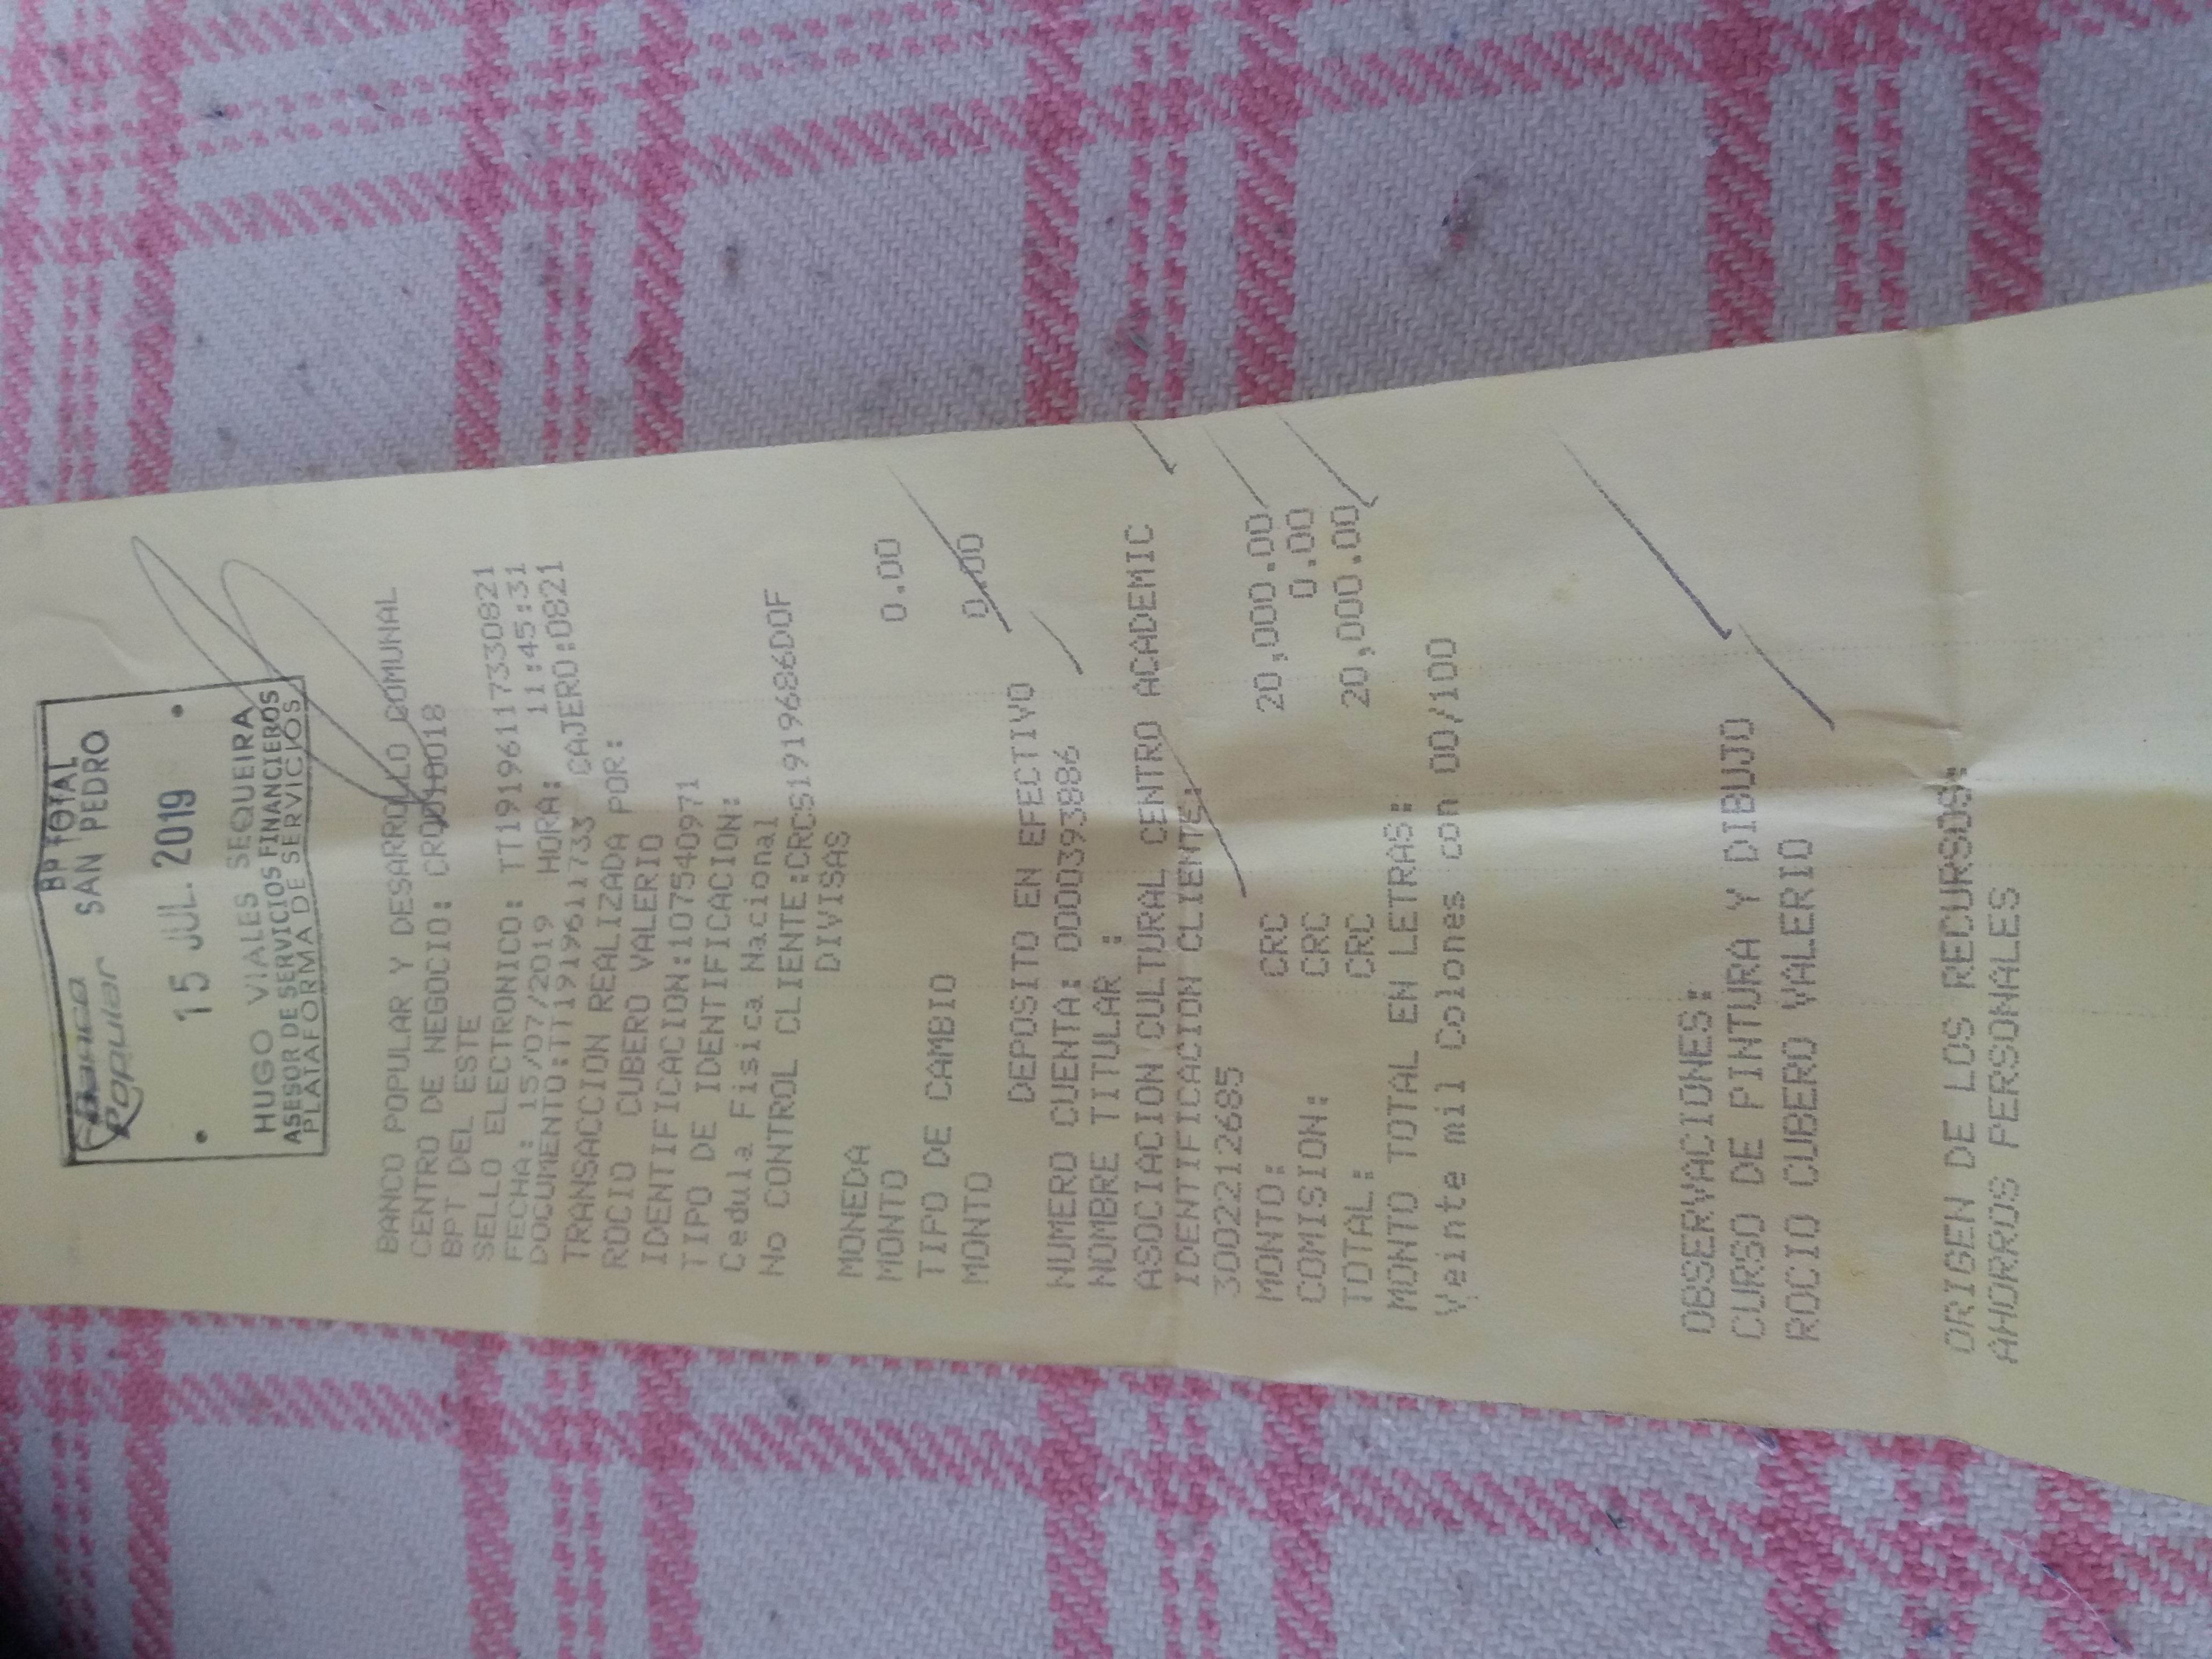 Banco
Popular
BP TOTAL
SAN PEDRO
15 JUL. 2019
HUGO VIALES SEQUEIRA
ASESOR DE SERVICIOS FINANCIEROS
PLATAFORMA DE SERVICIOS
BANCO POPULAR Y DESARROLLO COMUNAL
CENTRO DE NEGOCIO: CR0010018
BPT DEL ESTE
SELLO ELECTRONICO: TT19196117330821
FECHA: 15/07/2019 HORA: 11:45:31
DOCUMENTO:TT1919611733 CAJERO:0821
TRANSACCION REALIZADA POR:
ROCIO CUBERO VALERIO
IDENTIFICACION:107540971
TIPO DE IDENTIFICACION:
Cedula Fisica Nacional
No CONTROL CLIENTE:CRCS1919686DOF
DIVISAS
MONEDA
MONTO 0.00
TIPO DE CAMBIO
MONTO 0.00
DEPOSITO EN EFECTIVO
NUMERO CUENTA: 0000393886
NOMBRE TITULAR :
ASOCIACION CULTURAL CENTRO ACADEMIC
IDENTIFICACION CLIENTE:
3002212685
MONTO: CRC 20,000.00
COMISION: CRC 0.00
TOTAL: CRC 20,000.00
MONTO TOTAL EN LETRAS:
Veinte mil Colones con 00/100
OBSERVACIONES:
CURSO DE PINTURA Y DIBUJO
ROCIO CUBERO VALERIO
ORIGEN DE LOS RECURSOS:
AHORROS PERSONALES